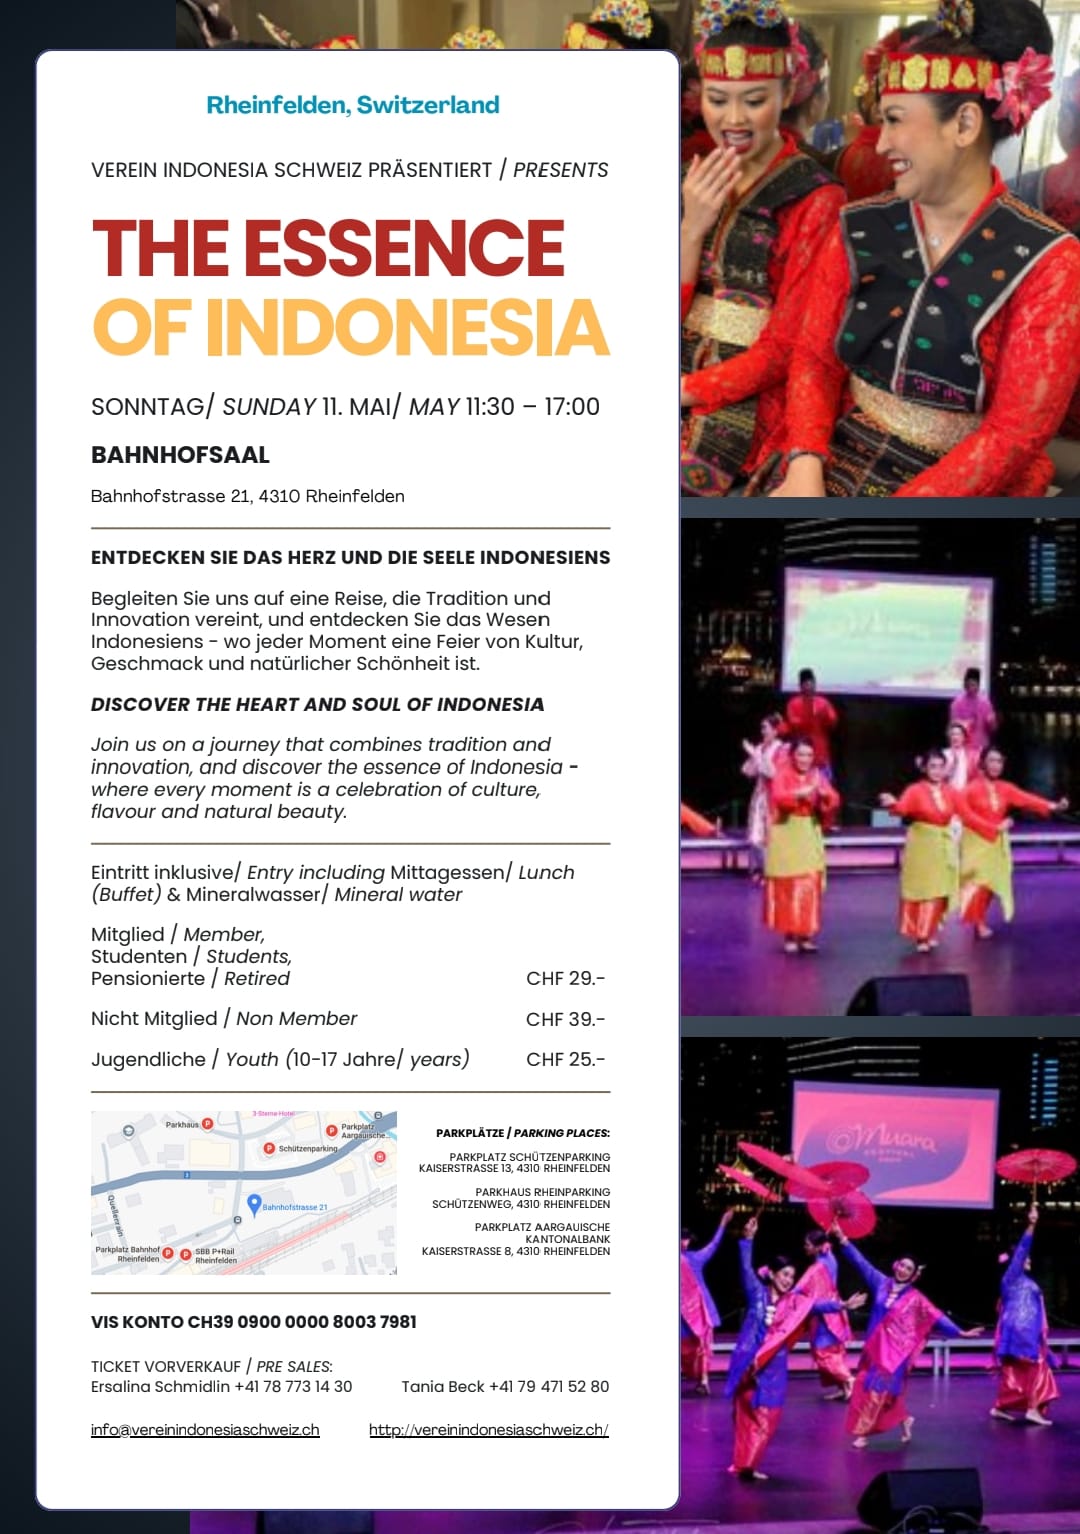 Rheinfelden, Switzerland
VEREIN INDONESIA SCHWEIZ PRÄSENTIERT / PRESENTS
THE ESSENCE
OF INDONESIA
SONNTAG/ SUNDAY 11. MAI/ MAY 11:30 – 17:00
BAHNHOFSAAL
Bahnhofstrasse 21, 4310 Rheinfelden
ENTDECKEN SIE DAS HERZ UND DIE SEELE INDONESIENS
Begleiten Sie uns auf eine Reise, die Tradition und
Innovation vereint, und entdecken Sie das Wesen
Indonesiens - wo jeder Moment eine Feier von Kultur,
Geschmack und natürlicher Schönheit ist.
DISCOVER THE HEART AND SOUL OF INDONESIA
Join us on a journey that combines tradition and
innovation, and discover the essence of Indonesia -
where every moment is a celebration of culture,
flavour and natural beauty.
Eintritt inklusive/ Entry including Mittagessen/ Lunch
(Buffet) & Mineralwasser/ Mineral water
Mitglied / Member,
Studenten / Students,
Pensionierte / Retired CHF 29.-
Nicht Mitglied / Non Member CHF 39.-
Jugendliche / Youth (10-17 Jahre/ years) CHF 25.-
3-Sterne-Hotel
Parkhaus P
P Parkplatz
Aargauische...
P Schützenparking
2
Quellenrain
Bahnhofstrasse 21
Parkplatz Bahnhof P
Rheinfelden
P SBB P+Rail
Rheinfelden
PARKPLÄTZE / PARKING PLACES:
PARKPLATZ SCHÜTZENPARKING
KAISERSTRASSE 13, 4310 RHEINFELDEN
PARKHAUS RHEINPARKING
SCHÜTZENWEG, 4310 RHEINFELDEN
PARKPLATZ AARGAUISCHE
KANTONALBANK
KAISERSTRASSE 8, 4310 RHEINFELDEN
VIS KONTO CH39 0900 0000 8003 7981
TICKET VORVERKAUF / PRE SALES:
Ersalina Schmidlin +41 78 773 14 30 Tania Beck +41 79 471 52 80
info@vereinindonesiaschweiz.ch http://vereinindonesiaschweiz.ch/
Muara
FESTIVAL